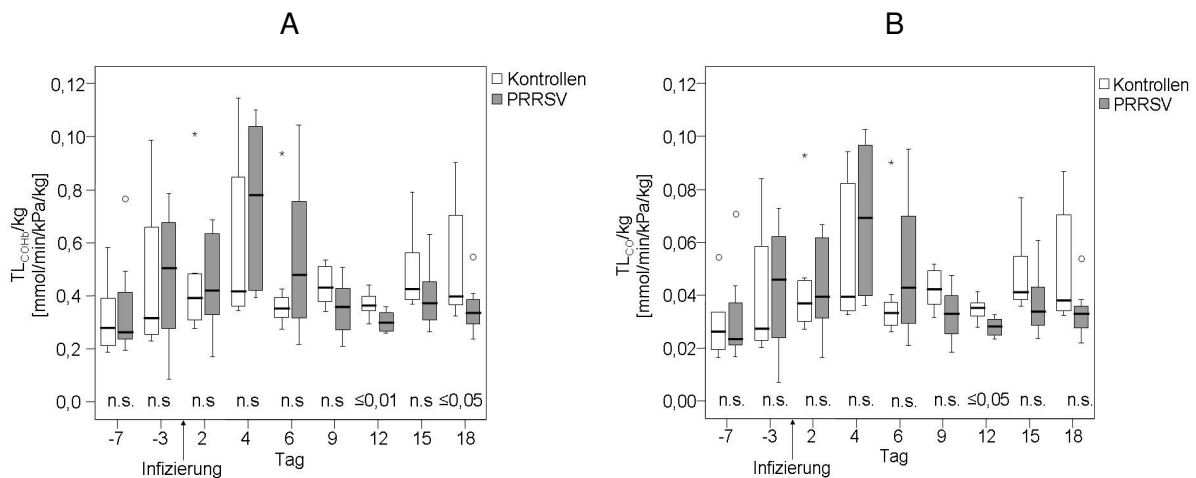 A
TL_COHb/kg
[mmol/min/kPa/kg]
0,12
0,10
0,8
0,6
0,4
0,2
0,0
Kontrollen
PRRSV
*
*
n.s. n.s n.s n.s n.s n.s ≤0,01 n.s ≤0,05
-7 -3 2 4 6 9 12 15 18
Infizierung
Tag
B
TL_CO/kg
[mmol/min/kPa/kg]
0,12
0,10
0,08
0,06
0,04
0,02
0,00
Kontrollen
PRRSV
*
*
n.s. n.s. n.s. n.s. n.s. n.s. ≤0,05 n.s. n.s.
-7 -3 2 4 6 9 12 15 18
Infizierung
Tag